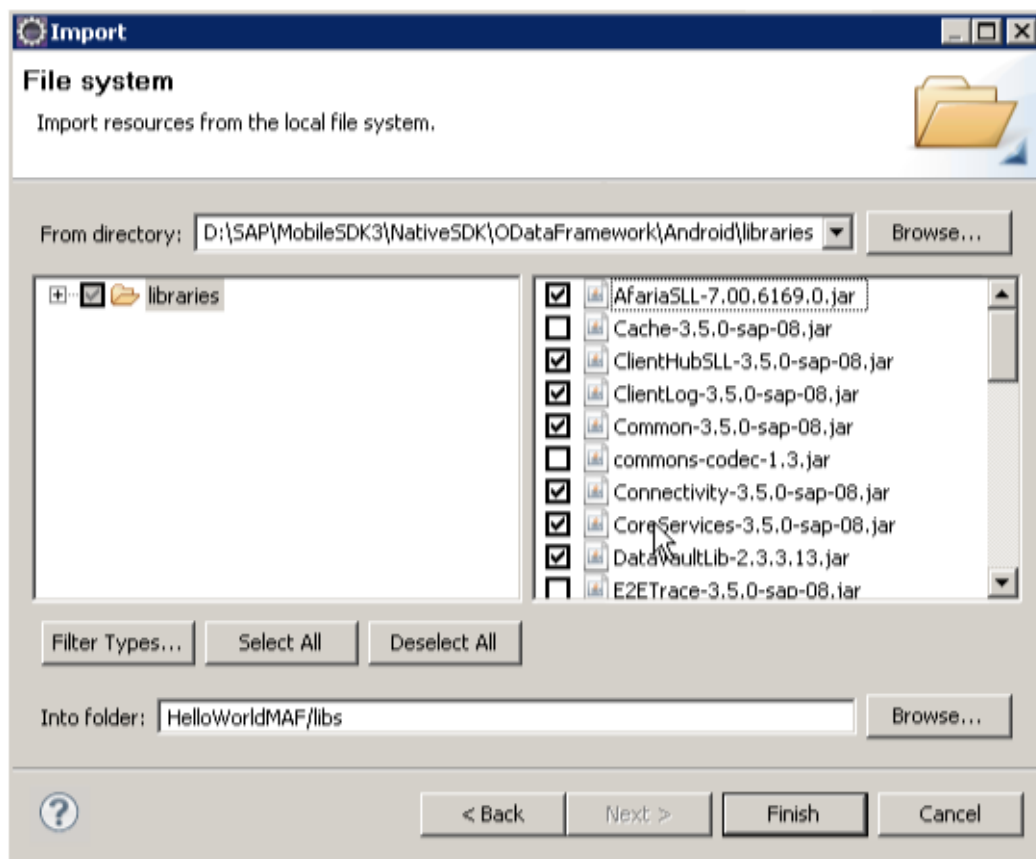 Import
File system
Import resources from the local file system.
From directory: D:\SAP\MobileSDK3\NativeSDK\ODataFramework\Android\libraries Browse...
libraries
AfariaSLL-7.00.6169.0.jar
Cache-3.5.0-sap-08.jar
ClientHubSLL-3.5.0-sap-08.jar
ClientLog-3.5.0-sap-08.jar
Common-3.5.0-sap-08.jar
commons-codec-1.3.jar
Connectivity-3.5.0-sap-08.jar
CoreServices-3.5.0-sap-08.jar
DataVaultLib-2.3.3.13.jar
E2ETrace-3.5.0-sap-08.jar
Filter Types... Select All Deselect All
Into folder: HelloWorldMAF/libs Browse...
? < Back Next > Finish Cancel